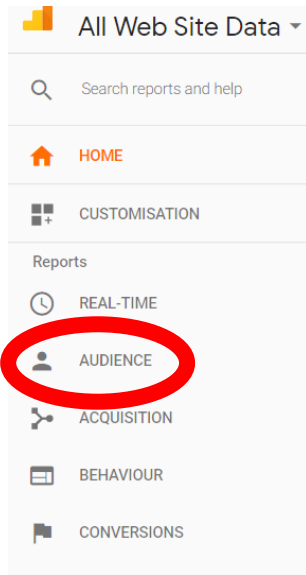 All Web Site Data
Search reports and help
HOME
CUSTOMISATION
Reports
REAL-TIME
AUDIENCE
ACQUISITION
BEHAVIOUR
CONVERSIONS